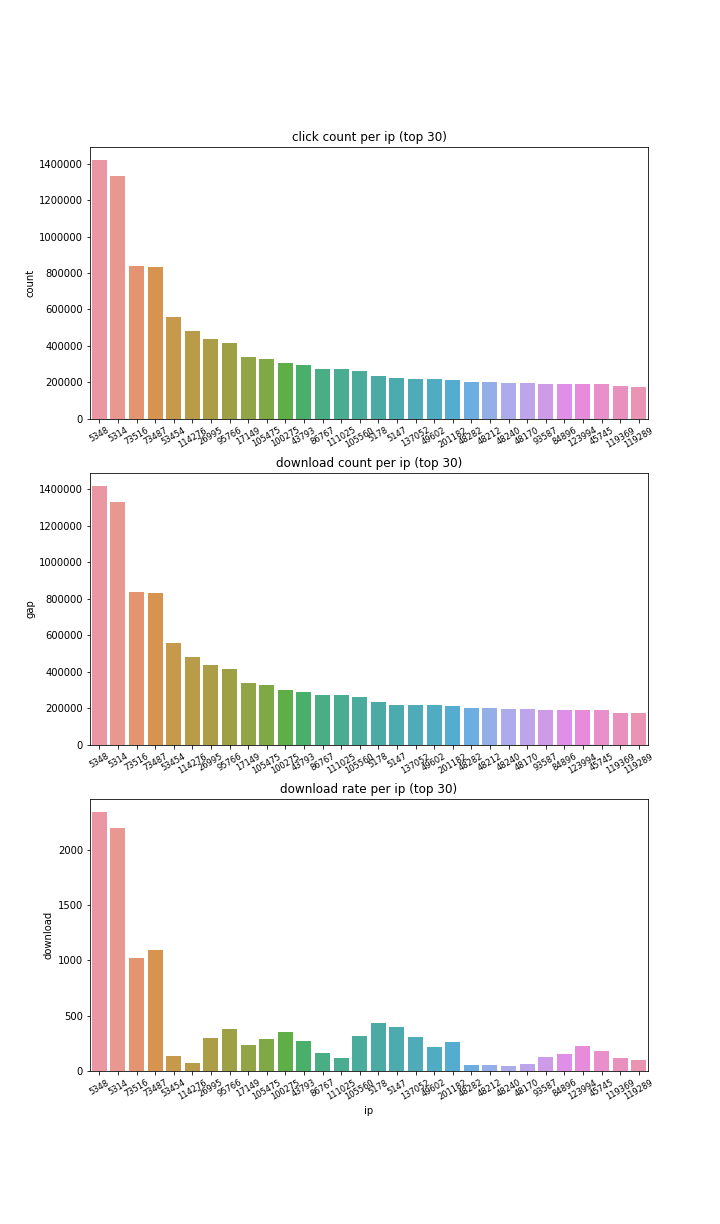 click count per ip (top 30)
1400000
1200000
1000000
800000
600000
400000
200000
0
count
5348 5314 73516 73487 53454 114276 26995 95766 17149 105475 100275 43793 86767 111025 105560 5178 5147 137052 49602 201182 48282 48212 48240 48170 93587 84896 123994 45745 119369 119289
download count per ip (top 30)
1400000
1200000
1000000
800000
600000
400000
200000
0
gap
5348 5314 73516 73487 53454 114276 26995 95766 17149 105475 100275 43793 86767 111025 105560 5178 5147 137052 49602 201182 48282 48212 48240 48170 93587 84896 123994 45745 119369 119289
download rate per ip (top 30)
2000
1500
1000
500
0
download
5348 5314 73516 73487 53454 114276 26995 95766 17149 105475 100275 43793 86767 111025 105560 5178 5147 137052 49602 201182 48282 48212 48240 48170 93587 84896 123994 45745 119369 119289
ip